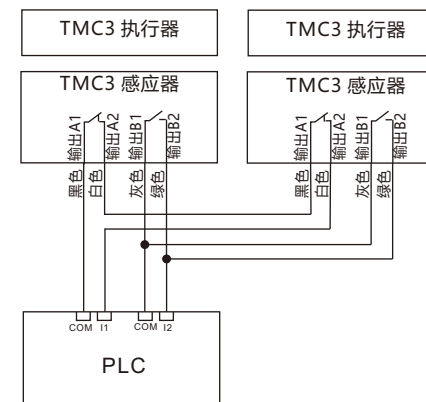 TMC3 执行器
TMC3 执行器
TMC3 感应器
TMC3 感应器
输出A1
输出A2
输出B1
输出B2
输出A1
输出A2
输出B1
输出B2
黑色
白色
灰色
绿色
黑色
白色
灰色
绿色
COM
I1
COM
I2
PLC